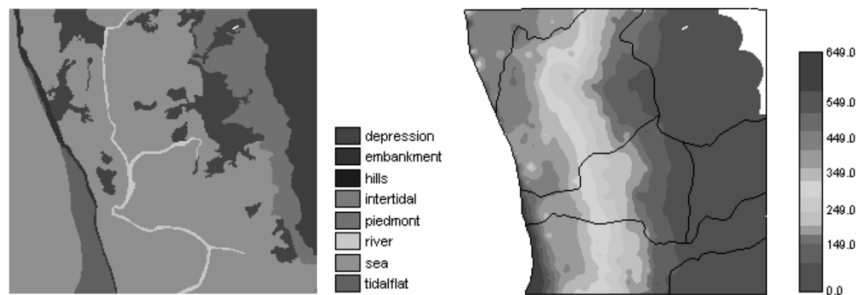 depression
embankment
hills
intertidal
piedmont
river
sea
tidalflat
649.0
549.0
449.0
349.0
249.0
149.0
0.0